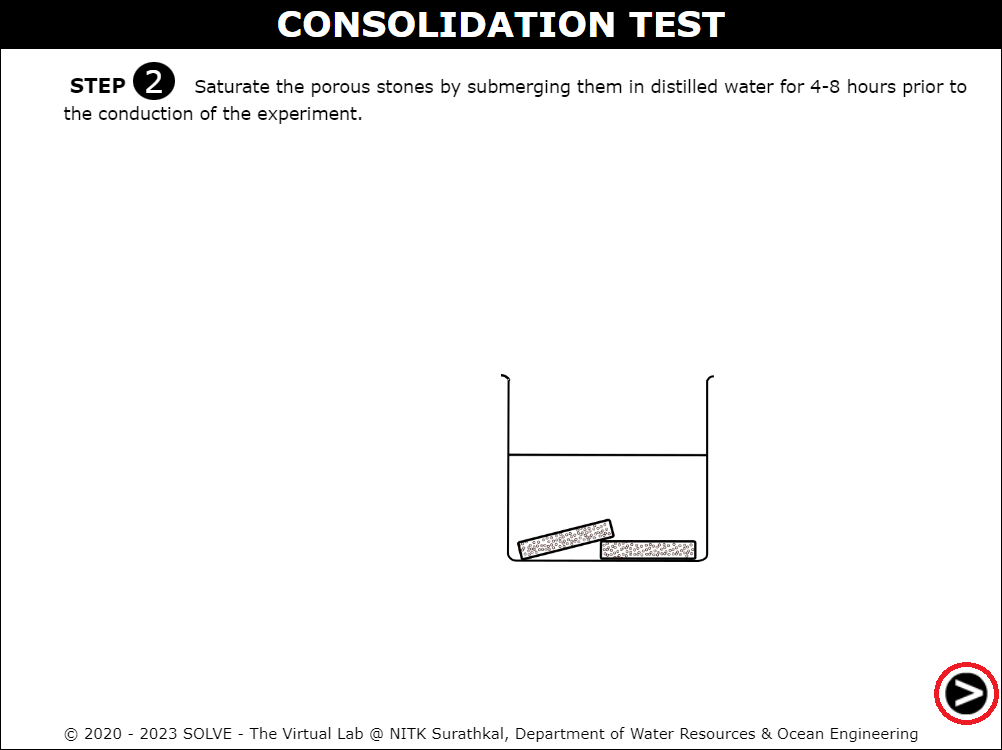 CONSOLIDATION TEST
STEP 2 Saturate the porous stones by submerging them in distilled water for 4-8 hours prior to
the conduction of the experiment.
>
© 2020 - 2023 SOLVE - The Virtual Lab @ NITK Surathkal, Department of Water Resources & Ocean Engineering